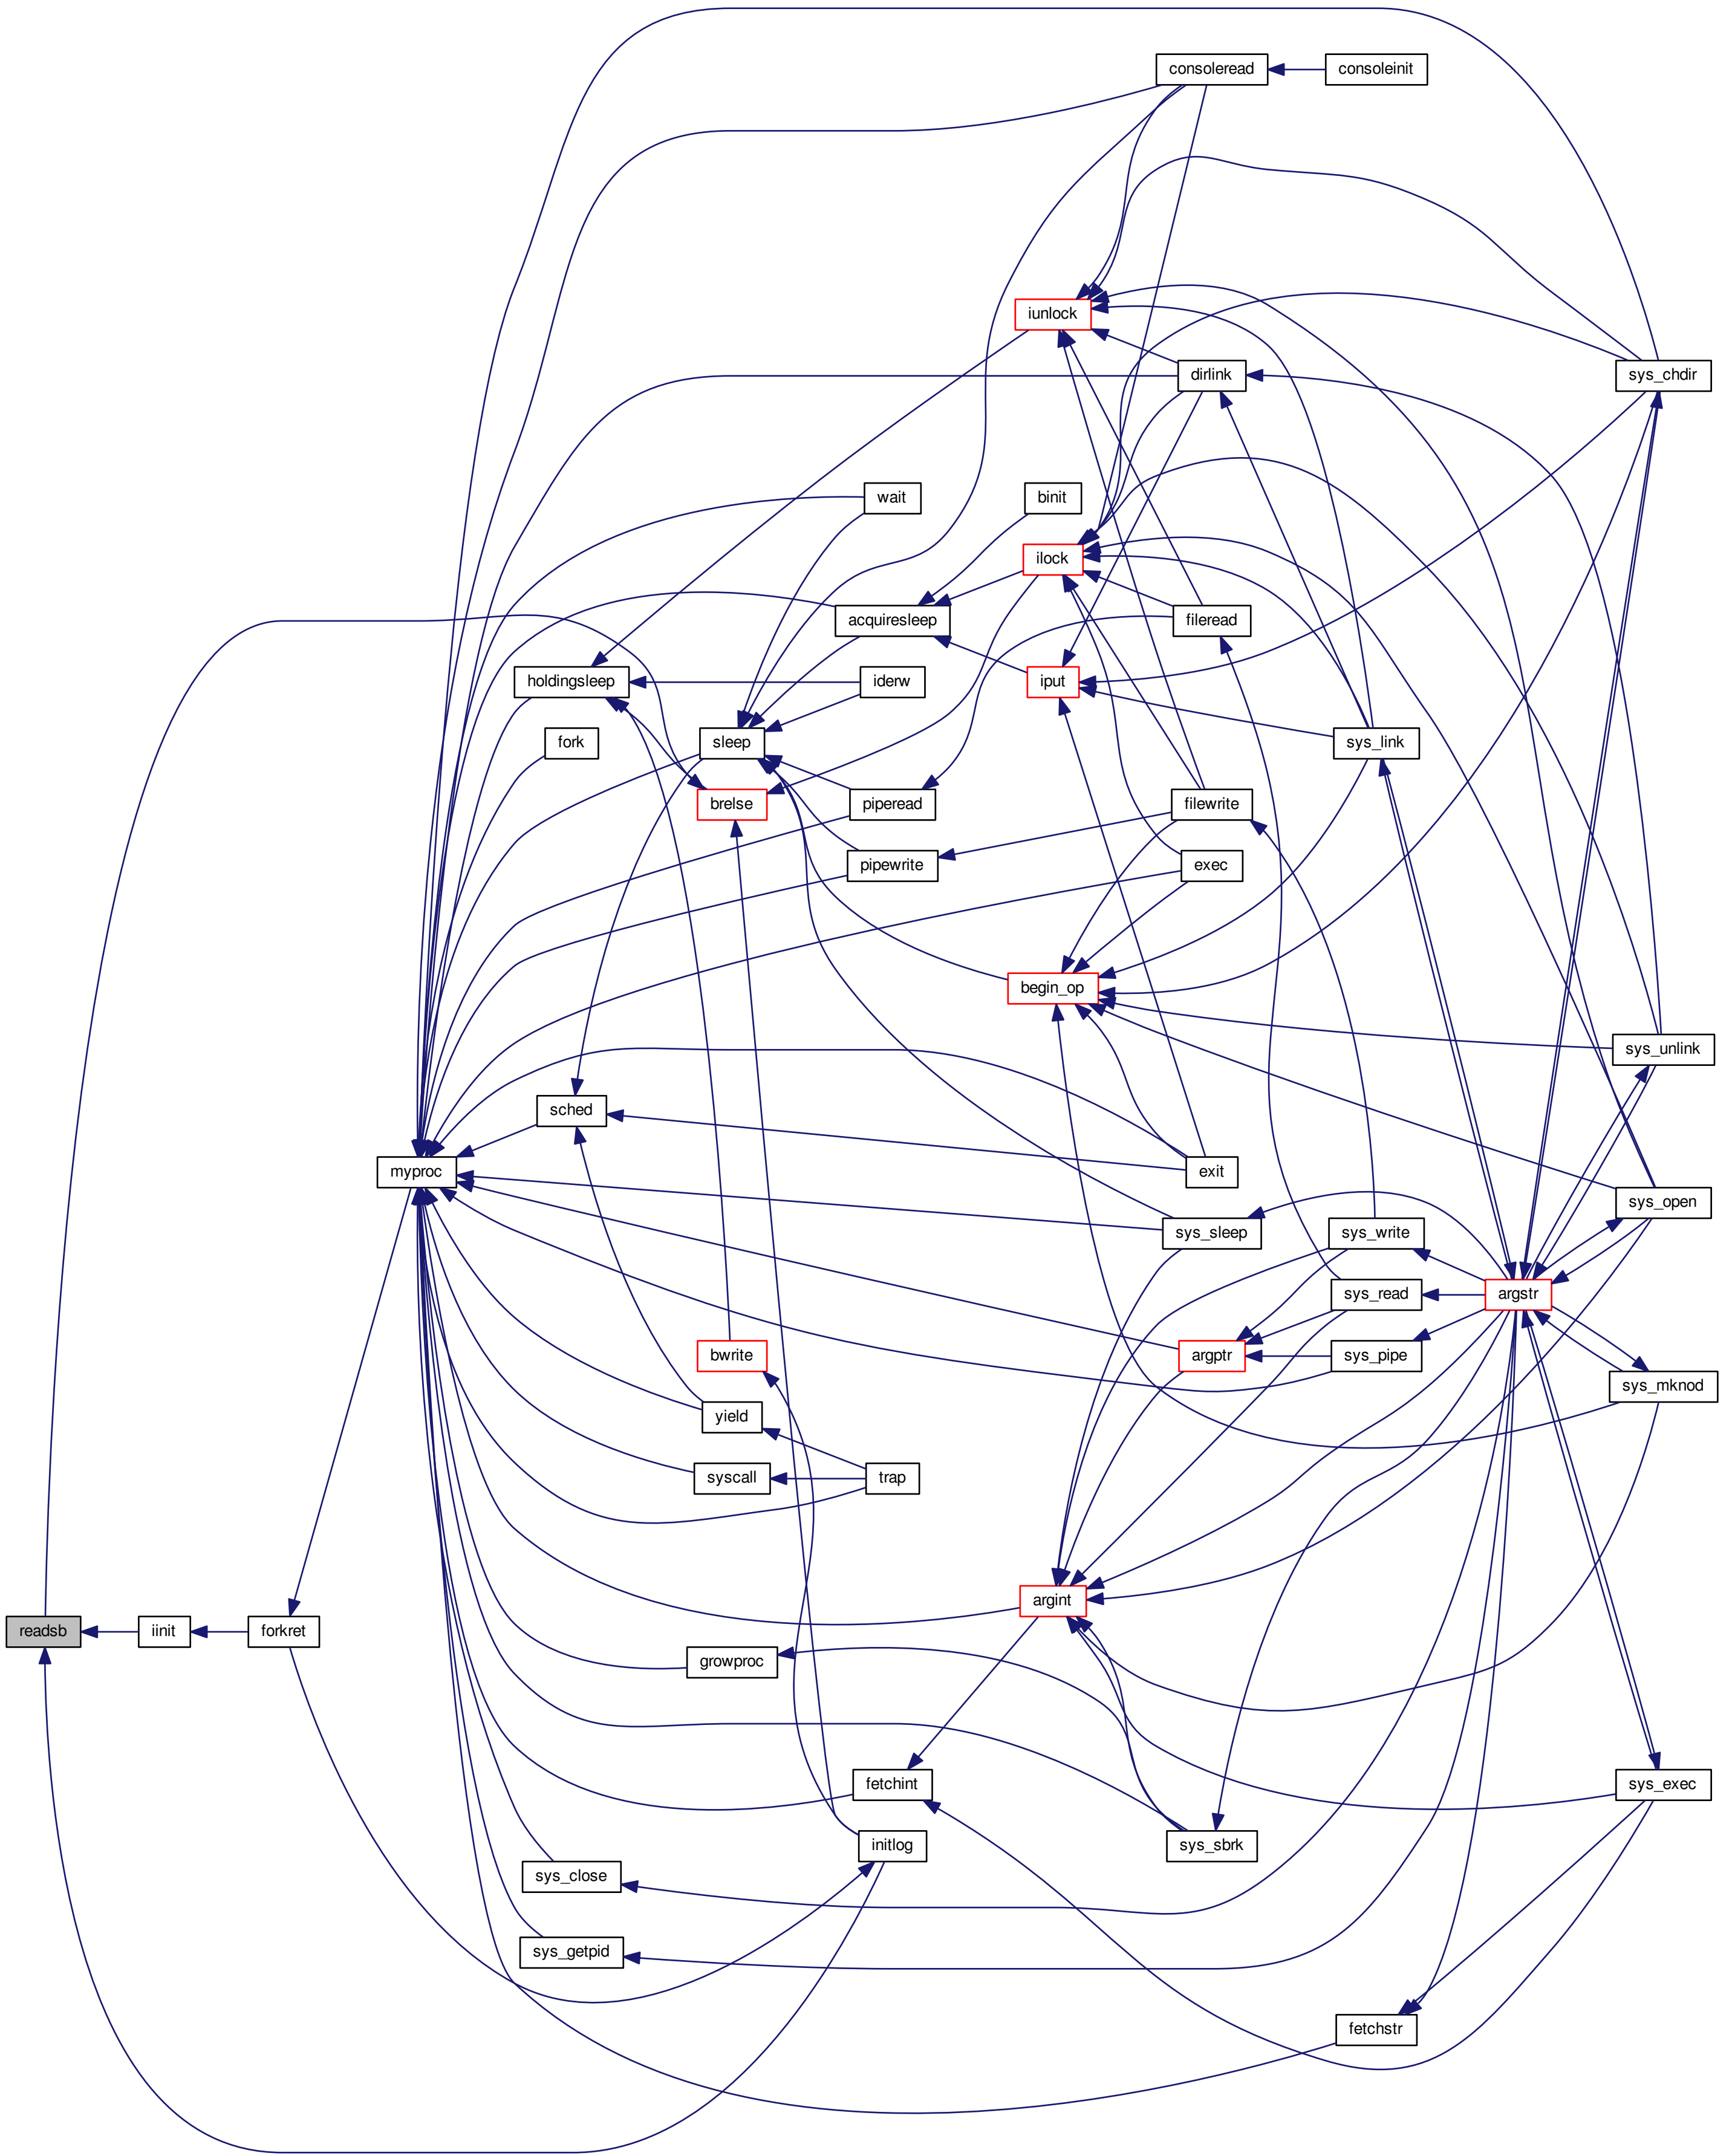 consoleread
consoleinit
iunlock
dirlink
sys_chdir
wait
binit
ilock
acquiresleep
fileread
holdingsleep
iderw
iput
fork
sleep
sys_link
brelse
piperead
filewrite
pipewrite
exec
begin_op
sys_unlink
sched
myproc
exit
sys_open
sys_sleep
sys_write
sys_read
argstr
bwrite
argptr
sys_pipe
sys_mknod
yield
syscall
trap
argint
readsb
iinit
forkret
growproc
fetchint
sys_exec
initlog
sys_sbrk
sys_close
sys_getpid
fetchstr